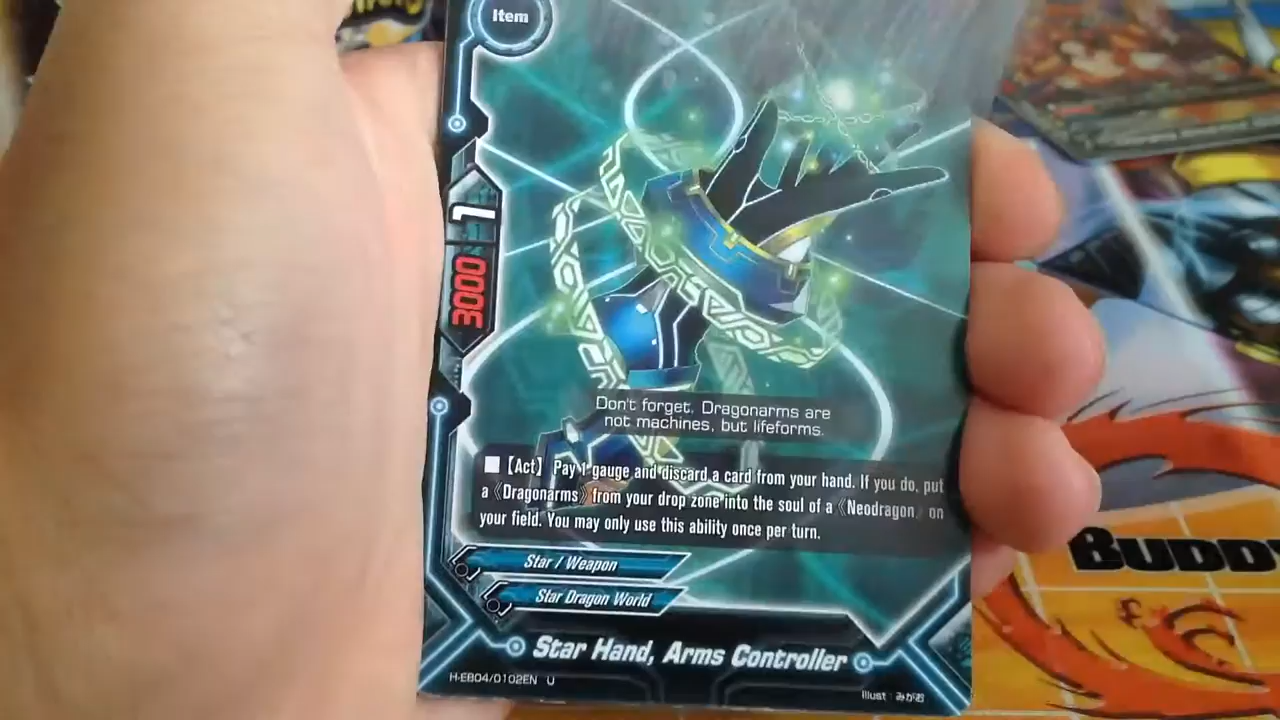 Item
1
3000
Don't forget, Dragonarms are
not machines, but lifeforms.
■【Act】 Pay 1 gauge and discard a card from your hand. If you do, put
a《Dragonarms》from your drop zone into the soul of a《Neodragon》on
your field. You may only use this ability once per turn.
Star / Weapon
Star Dragon World
Star Hand, Arms Controller
H-EB04/0102EN U
Illust みがお
BUDDY